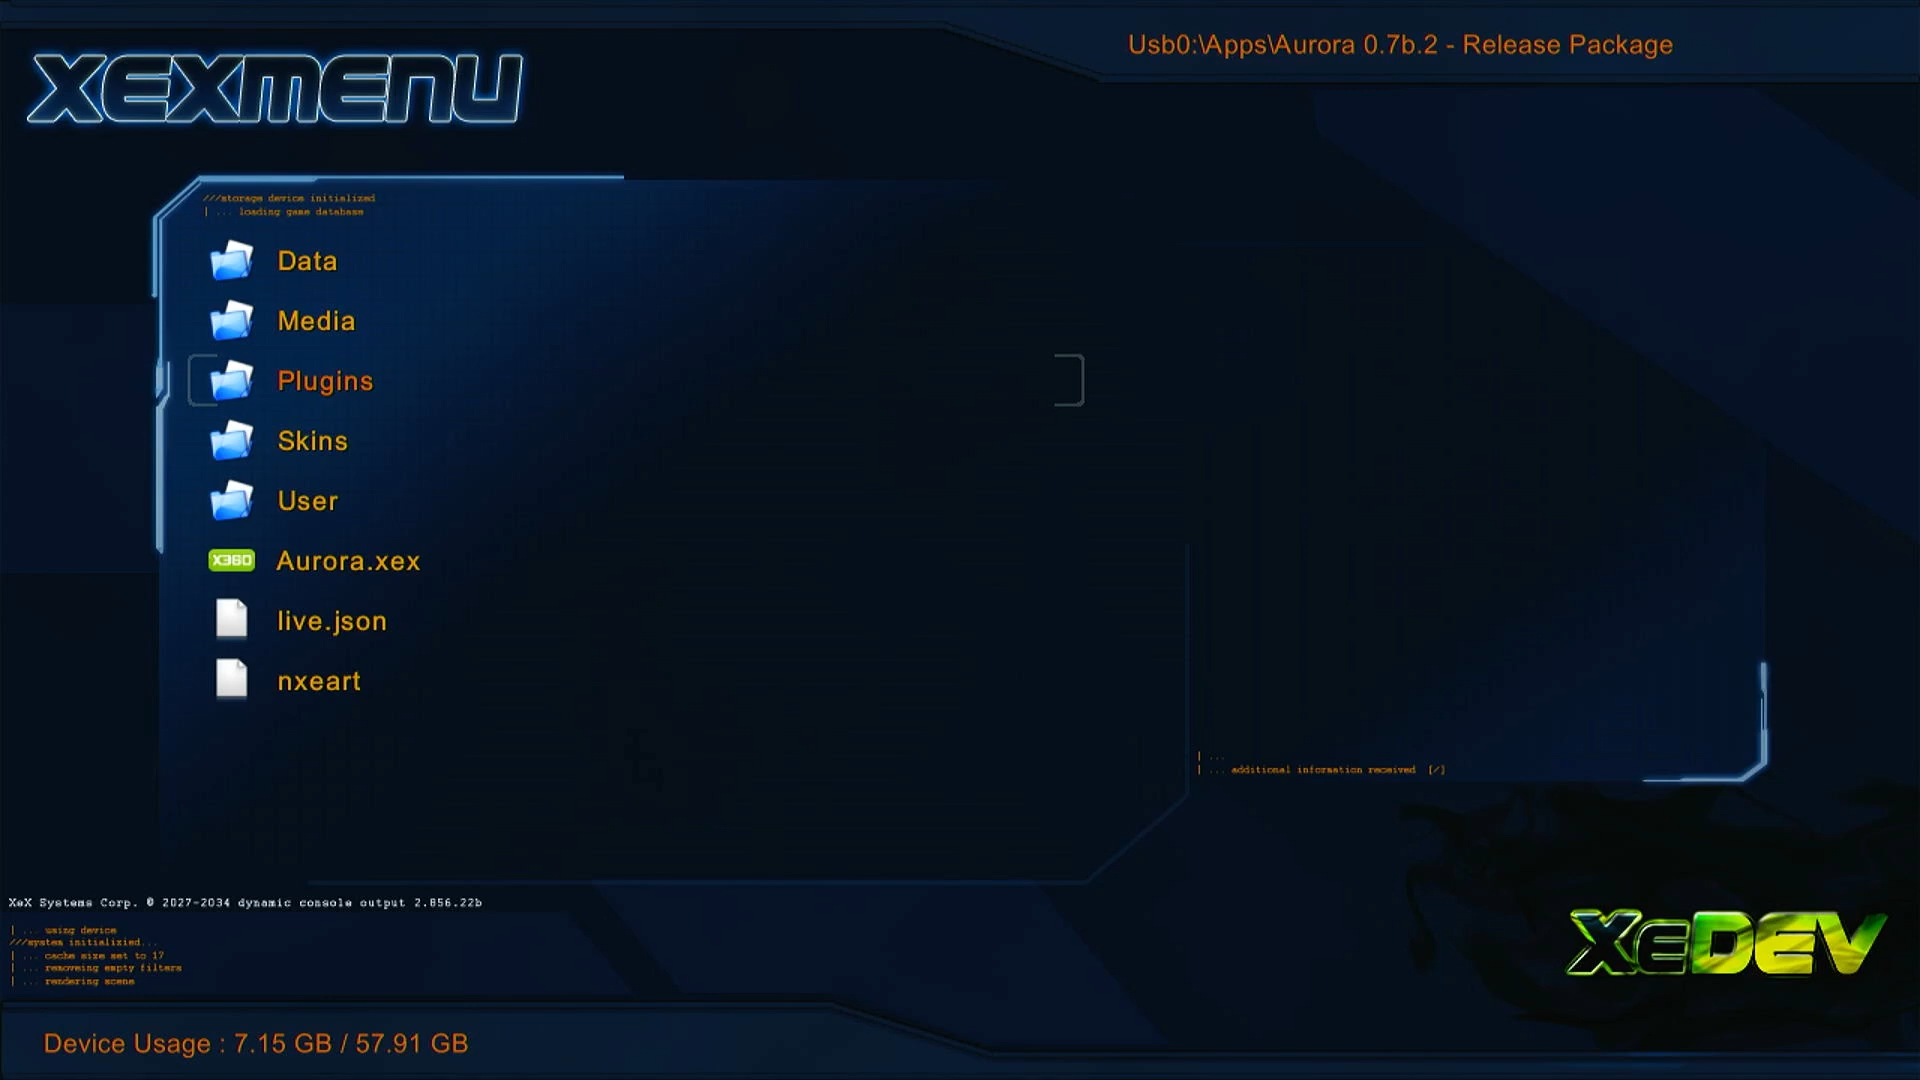 XEXMENU
Usb0:\Apps\Aurora 0.7b.2 - Release Package
///storage device initialized
| ... loading game database
Data
Media
Plugins
Skins
User
X360 Aurora.xex
live.json
nxeart
| ...
| ... additional information received [/]
XeX Systems Corp. © 2027-2034 dynamic console output 2.856.22b
| ... using device
///system initializied...
| ... cache size set to 17
| ... removeing empty filters
| ... rendering scene
XeDEV
Device Usage : 7.15 GB / 57.91 GB